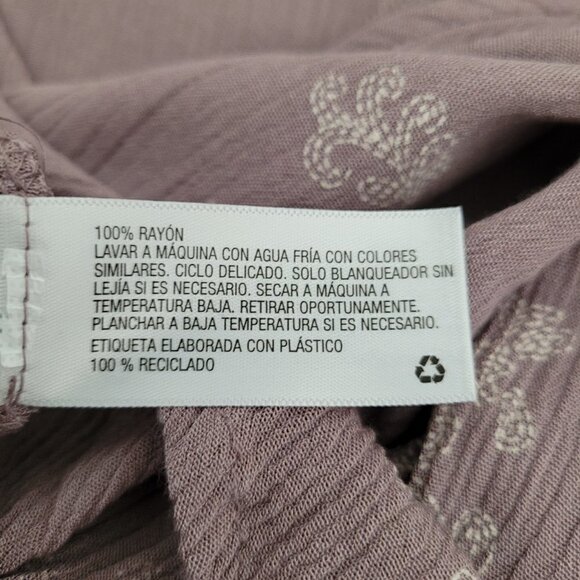 100% RAYÓN
LAVAR A MÁQUINA CON AGUA FRÍA CON COLORES
SIMILARES. CICLO DELICADO. SOLO BLANQUEADOR SIN
LEJÍA SI ES NECESARIO. SECAR A MÁQUINA A
TEMPERATURA BAJA. RETIRAR OPORTUNAMENTE.
PLANCHAR A BAJA TEMPERATURA SI ES NECESARIO.
ETIQUETA ELABORADA CON PLÁSTICO
100 % RECICLADO